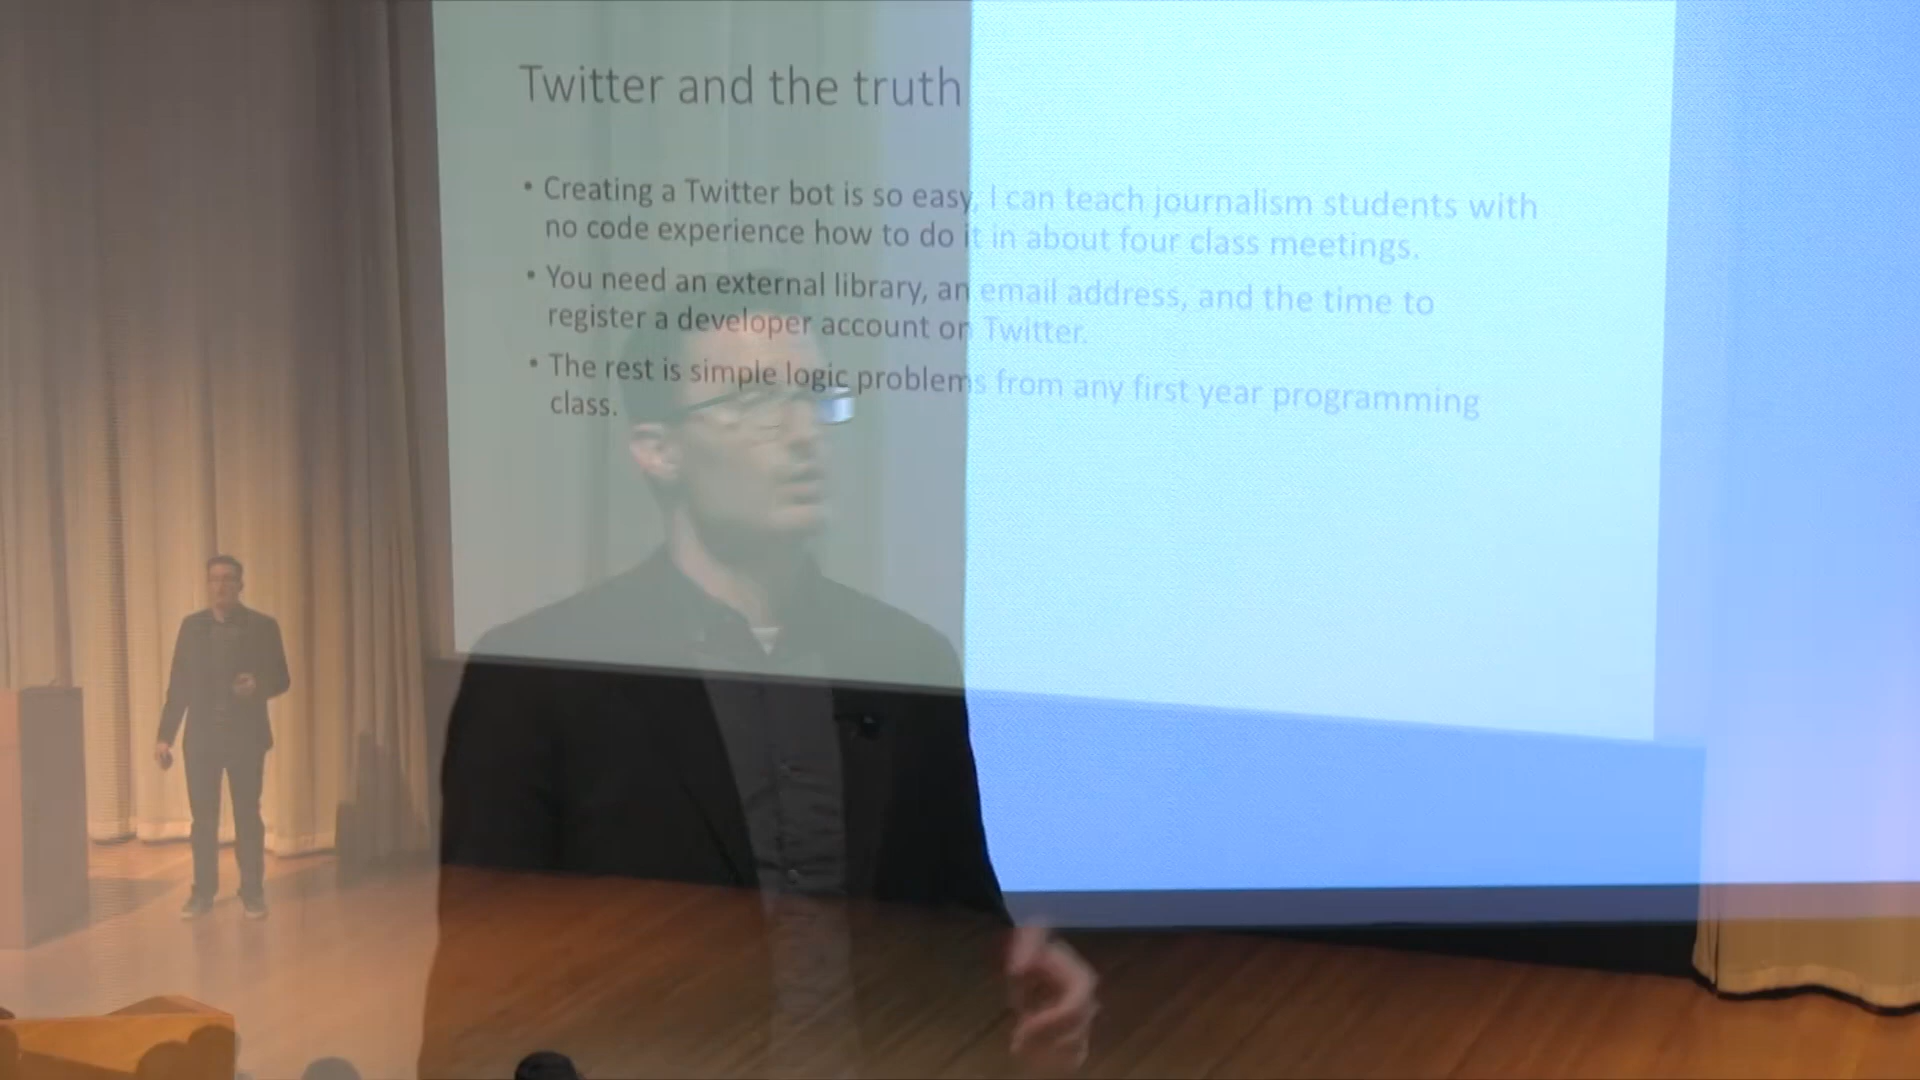 Twitter and the truth
• Creating a Twitter bot is so easy, I can teach journalism students with
no code experience how to do it in about four class meetings.
• You need an external library, an email address, and the time to
register a developer account on Twitter.
• The rest is simple logic problems from any first year programming
class.